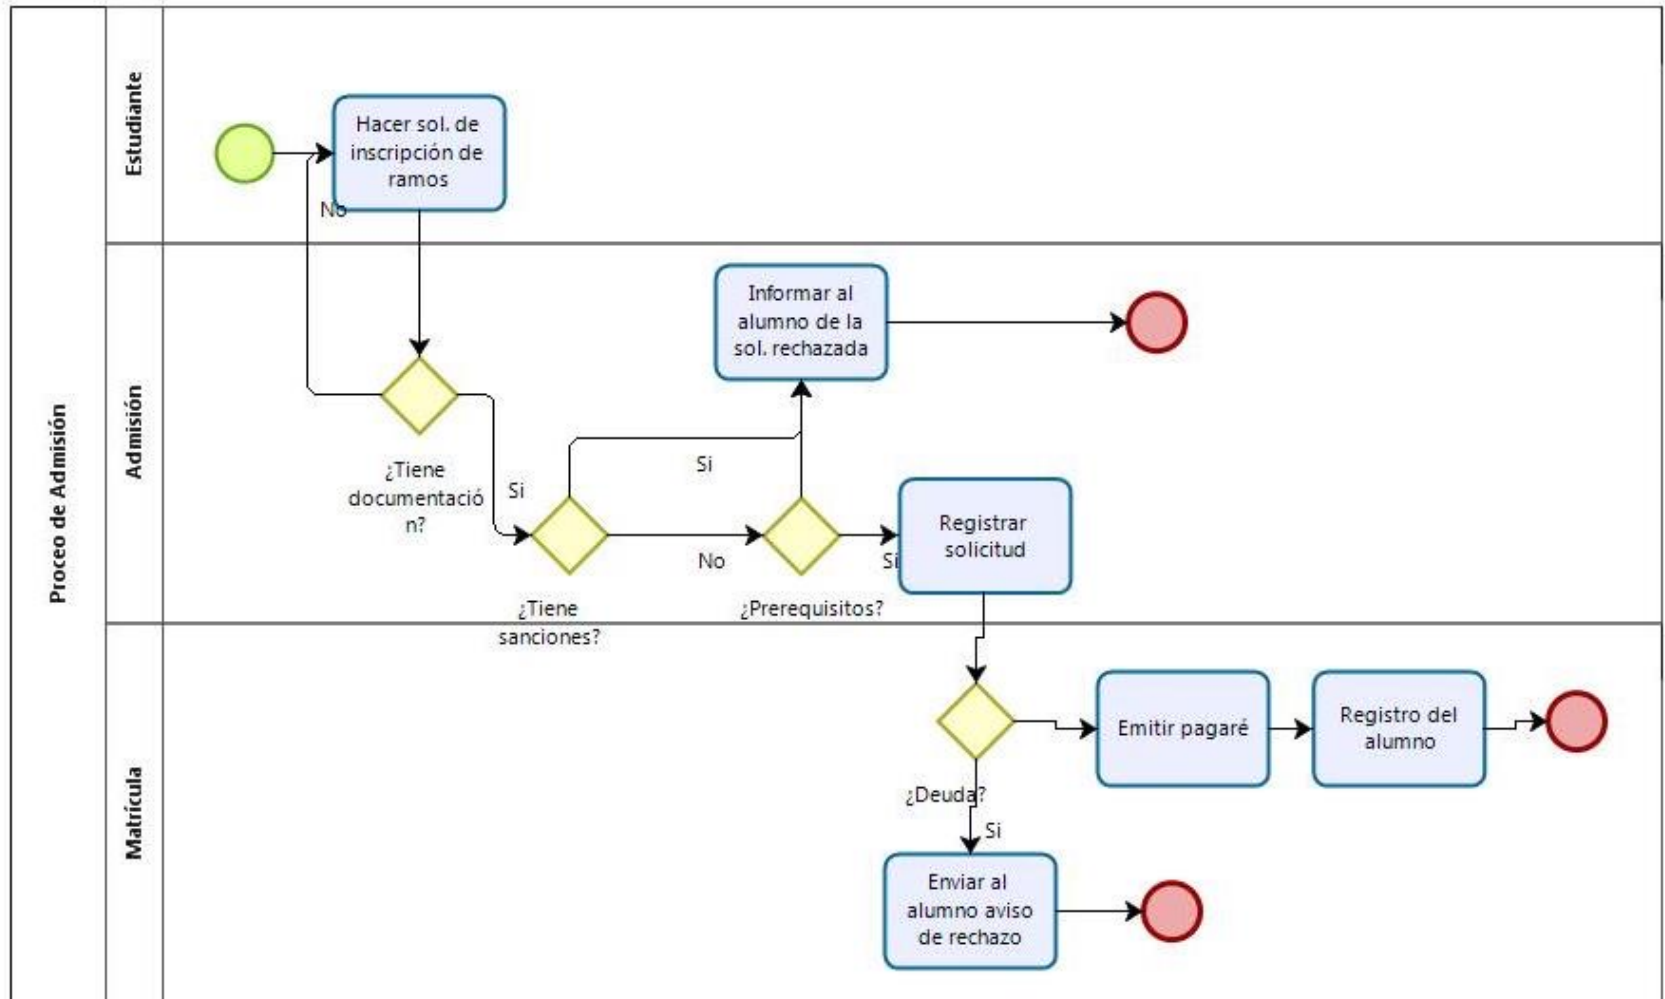 Proceo de Admisión
Estudiante
Hacer sol. de
inscripción de
ramos
No
Admisión
Informar al
alumno de la
sol. rechazada
¿Tiene
documentació
n?
Si
Si
No
¿Tiene
sanciones?
¿Prerequisitos?
Si
Registrar
solicitud
Matrícula
¿Deuda?
Si
Emitir pagaré
Registro del
alumno
Enviar al
alumno aviso
de rechazo